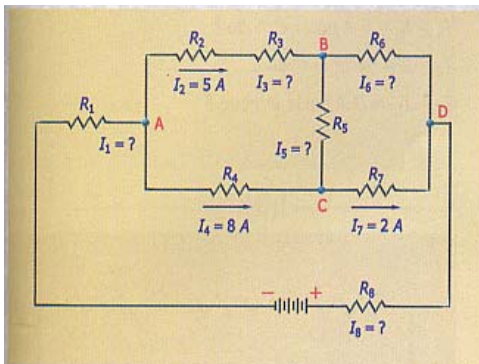 R₂ R₃ B R₆
I₂ = 5 A I₃ = ? I₆ = ?
R₁ A R₅ D
I₁ = ? I₅ = ?
R₄ R₇
C
I₄ = 8 A I₇ = 2 A
− + R₈
I₈ = ?